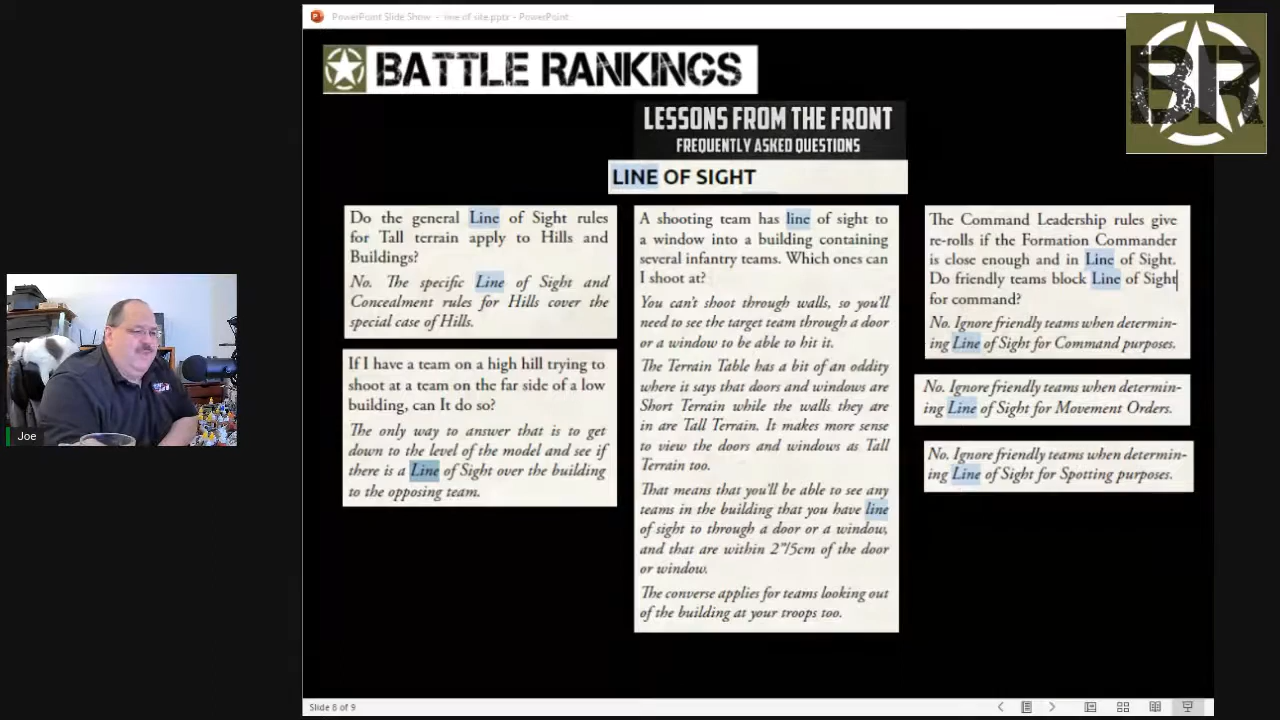 PowerPoint Slide Show - line of site.pptx - PowerPoint
BATTLE RANKINGS
BR
LESSONS FROM THE FRONT
FREQUENTLY ASKED QUESTIONS
LINE OF SIGHT
Do the general Line of Sight rules
for Tall terrain apply to Hills and
Buildings?
No. The specific Line of Sight and
Concealment rules for Hills cover the
special case of Hills.
If I have a team on a high hill trying to
shoot at a team on the far side of a low
building, can It do so?
The only way to answer that is to get
down to the level of the model and see if
there is a Line of Sight over the building
to the opposing team.
A shooting team has line of sight to
a window into a building containing
several infantry teams. Which ones can
I shoot at?
You can't shoot through walls, so you'll
need to see the target team through a door
or a window to be able to hit it.
The Terrain Table has a bit of an oddity
where it says that doors and windows are
Short Terrain while the walls they are
in are Tall Terrain. It makes more sense
to view the doors and windows as Tall
Terrain too.
That means that you'll be able to see any
teams in the building that you have line
of sight to through a door or a window,
and that are within 2"/5cm of the door
or window.
The converse applies for teams looking out
of the building at your troops too.
The Command Leadership rules give
re-rolls if the Formation Commander
is close enough and in Line of Sight.
Do friendly teams block Line of Sight
for command?
No. Ignore friendly teams when determin-
ing Line of Sight for Command purposes.
No. Ignore friendly teams when determin-
ing Line of Sight for Movement Orders.
No. Ignore friendly teams when determin-
ing Line of Sight for Spotting purposes.
Joe
Slide 8 of 9